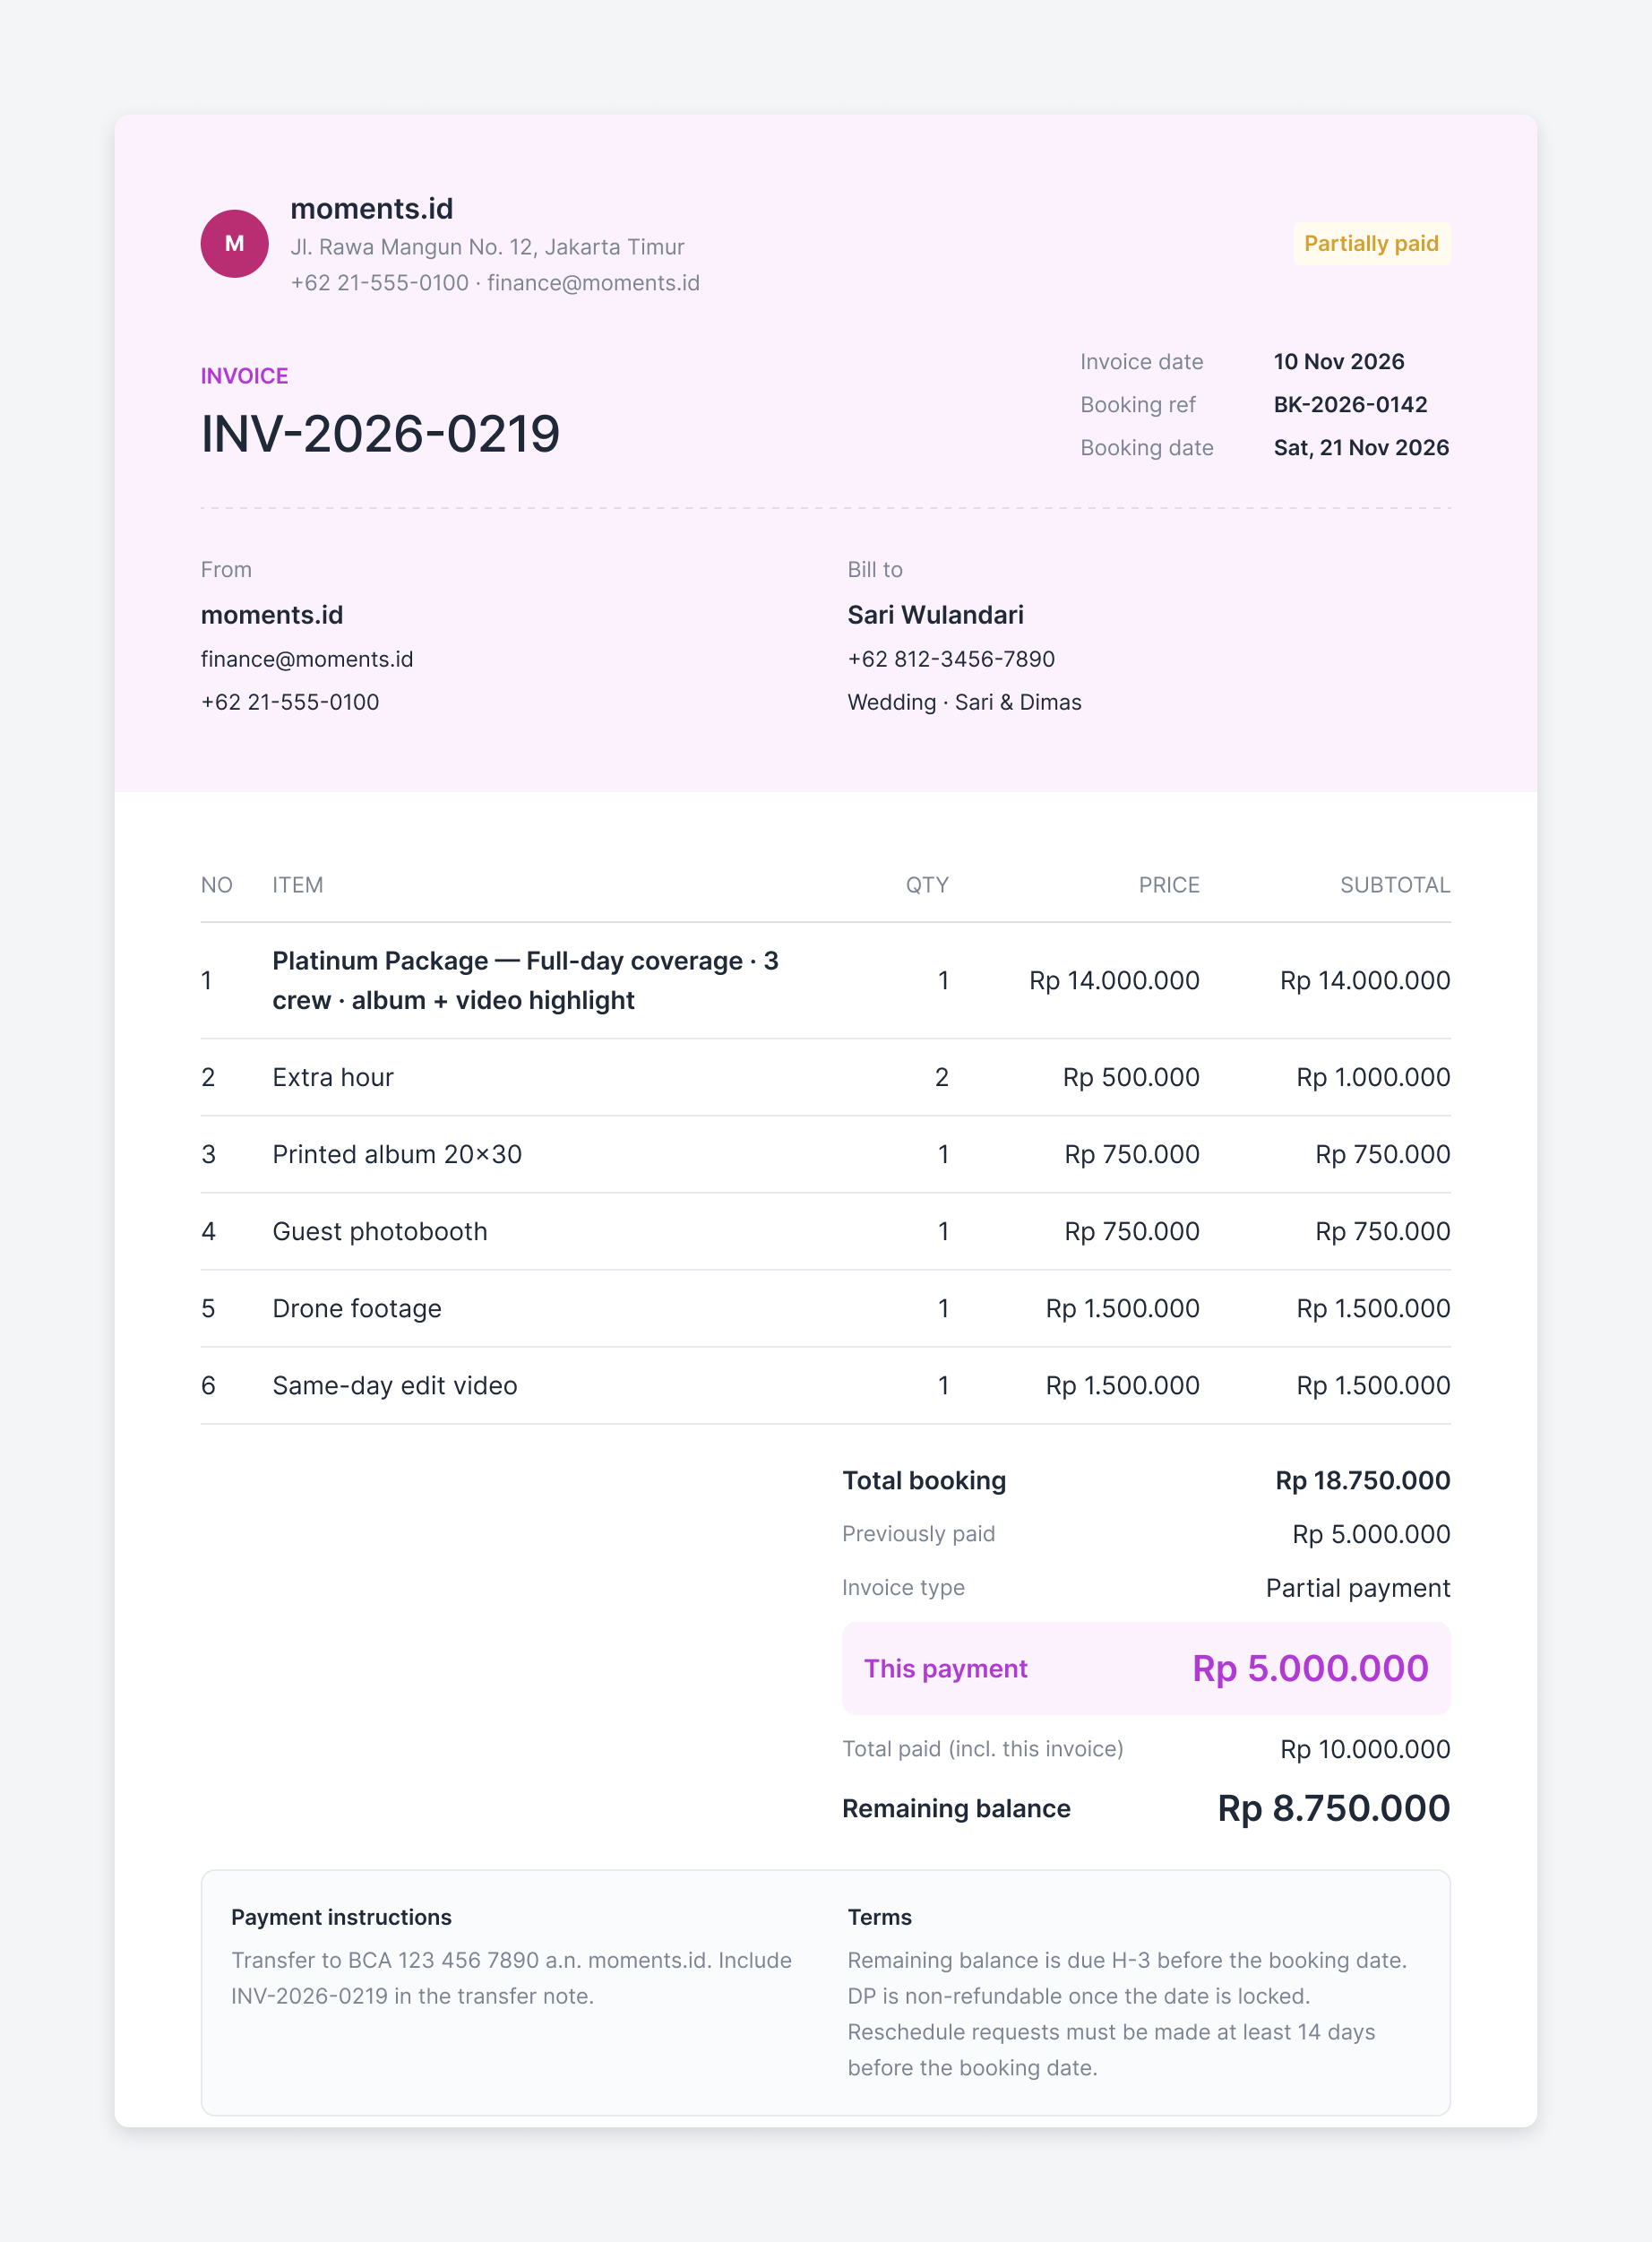 M
moments.id
Jl. Rawa Mangun No. 12, Jakarta Timur
+62 21-555-0100 · finance@moments.id
Partially paid
INVOICE
INV-2026-0219
Invoice date 10 Nov 2026
Booking ref BK-2026-0142
Booking date Sat, 21 Nov 2026
From
moments.id
finance@moments.id
+62 21-555-0100
Bill to
Sari Wulandari
+62 812-3456-7890
Wedding · Sari & Dimas
NO ITEM QTY PRICE SUBTOTAL
1 Platinum Package — Full-day coverage · 3
crew · album + video highlight 1 Rp 14.000.000 Rp 14.000.000
2 Extra hour 2 Rp 500.000 Rp 1.000.000
3 Printed album 20×30 1 Rp 750.000 Rp 750.000
4 Guest photobooth 1 Rp 750.000 Rp 750.000
5 Drone footage 1 Rp 1.500.000 Rp 1.500.000
6 Same-day edit video 1 Rp 1.500.000 Rp 1.500.000
Total booking Rp 18.750.000
Previously paid Rp 5.000.000
Invoice type Partial payment
This payment Rp 5.000.000
Total paid (incl. this invoice) Rp 10.000.000
Remaining balance Rp 8.750.000
Payment instructions
Transfer to BCA 123 456 7890 a.n. moments.id. Include
INV-2026-0219 in the transfer note.
Terms
Remaining balance is due H-3 before the booking date.
DP is non-refundable once the date is locked.
Reschedule requests must be made at least 14 days
before the booking date.